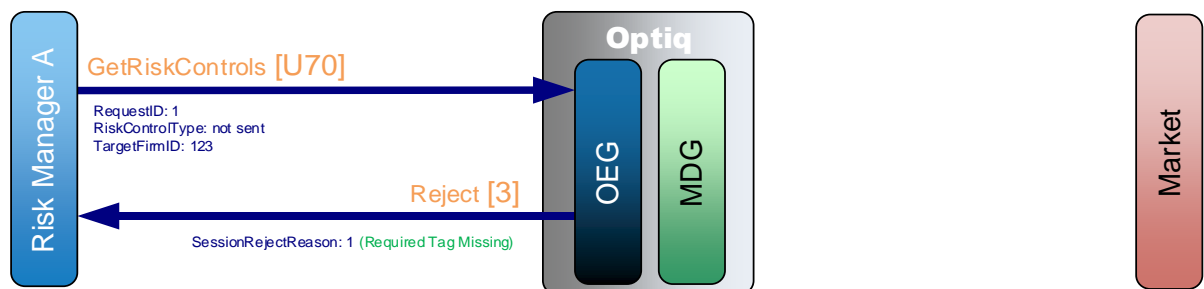 Risk Manager A
GetRiskControls [U70]
RequestID: 1
RiskControlType: not sent
TargetFirmID: 123
Reject [3]
SessionRejectReason: 1 (Required Tag Missing)
Optiq
OEG
MDG
Market